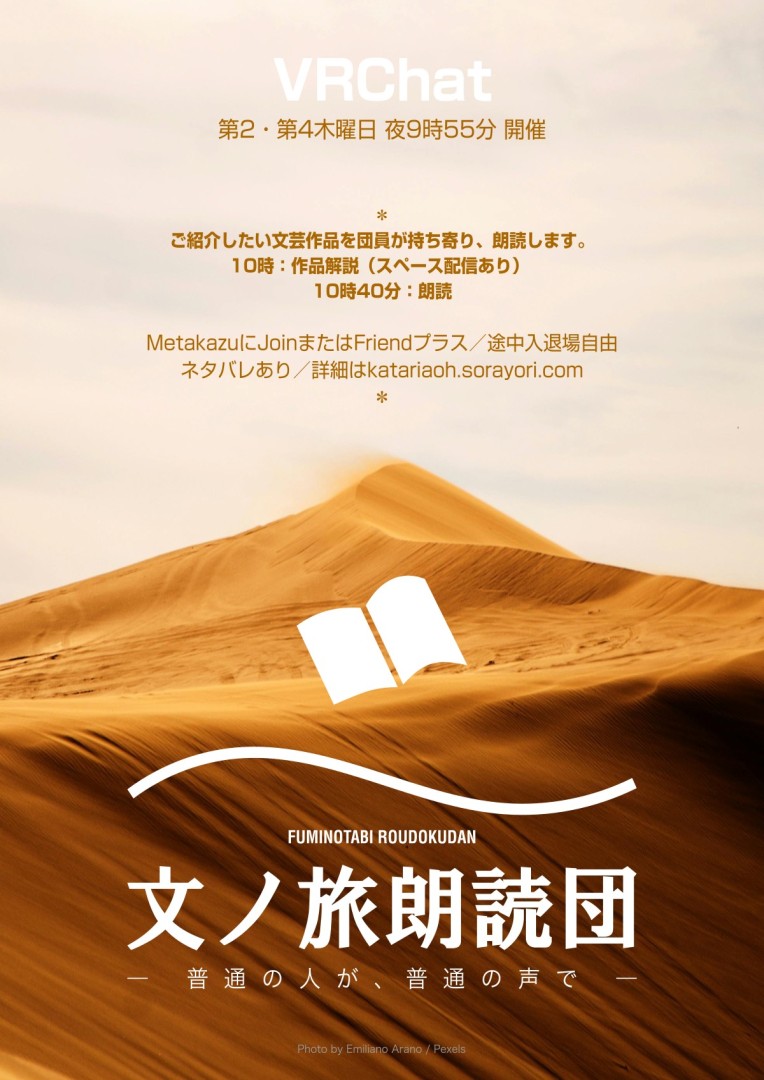 VRChat
第2・第4木曜日 夜9時55分 開催
＊
ご紹介したい文芸作品を団員が持ち寄り、朗読します。
10時：作品解説（スペース配信あり）
10時40分：朗読
MetakazuにJoinまたはFriendプラス／途中入退場自由
ネタバレあり／詳細はkatariaoh.sorayori.com
＊
FUMINOTABI ROUDOKUDAN
文ノ旅朗読団
― 普通の人が、普通の声で ―
Photo by Emiliano Arano / Pexels